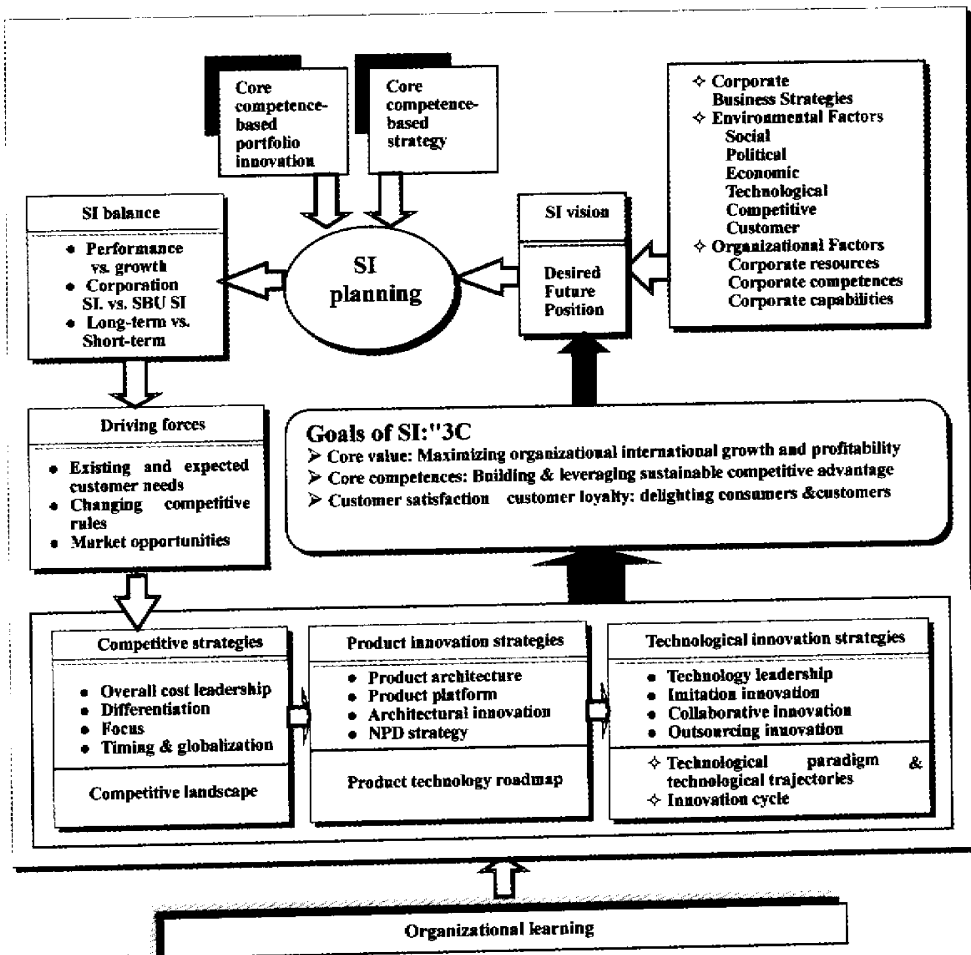 Core
competence-
based
portfolio
innovation
Core
competence-
based
strategy
✧ Corporate
Business Strategies
✧ Environmental Factors
Social
Political
Economic
Technological
Competitive
Customer
✧ Organizational Factors
Corporate resources
Corporate competences
Corporate capabilities
SI balance
● Performance
vs. growth
● Corporation
SI. vs. SBU SI
● Long-term vs.
Short-term
SI
planning
SI vision
Desired
Future
Position
Driving forces
● Existing and expected
customer needs
● Changing competitive
rules
● Market opportunities
Goals of SI:"3C
➢ Core value: Maximizing organizational international growth and profitability
➢ Core competences: Building & leveraging sustainable competitive advantage
➢ Customer satisfaction customer loyalty: delighting consumers &customers
Competitive strategies
● Overall cost leadership
● Differentiation
● Focus
● Timing & globalization
Competitive landscape
Product innovation strategies
● Product architecture
● Product platform
● Architectural innovation
● NPD strategy
Product technology roadmap
Technological innovation strategies
● Technology leadership
● Imitation innovation
● Collaborative innovation
● Outsourcing innovation
✧ Technological paradigm &
technological trajectories
✧ Innovation cycle
Organizational learning